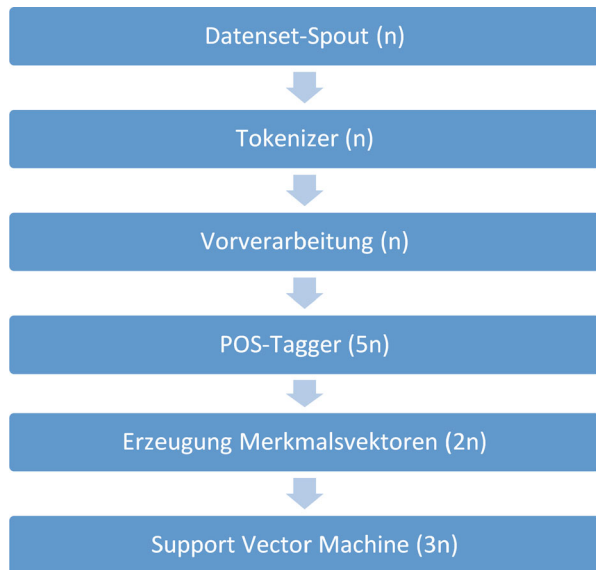 Datenset-Spout (n)
Tokenizer (n)
Vorverarbeitung (n)
POS-Tagger (5n)
Erzeugung Merkmalsvektoren (2n)
Support Vector Machine (3n)